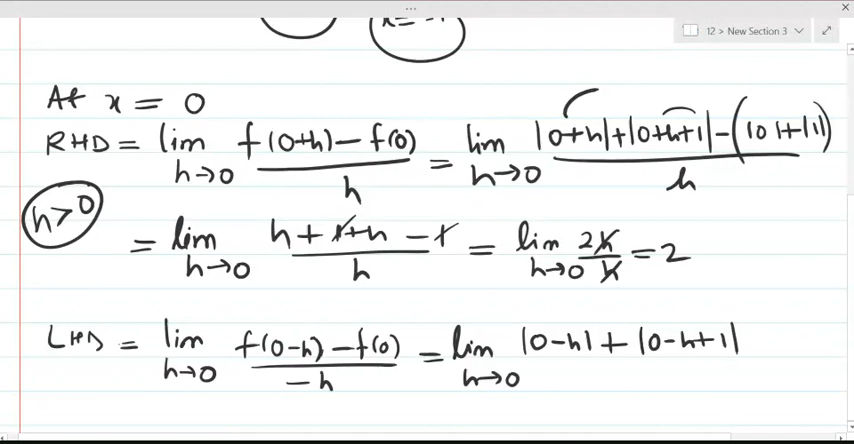 x = -1
12 > New Section 3
At x = 0
RHD = lim h→0 f(0+h) - f(0) / h = lim h→0 |0+h| + |0+h+1| - (|0|+|1|) / h
h>0
= lim h→0 h + 1+h - 1 / h = lim h→0 2h / h = 2
LHD = lim h→0 f(0-h) - f(0) / -h = lim h→0 |0-h| + |0-h+1|